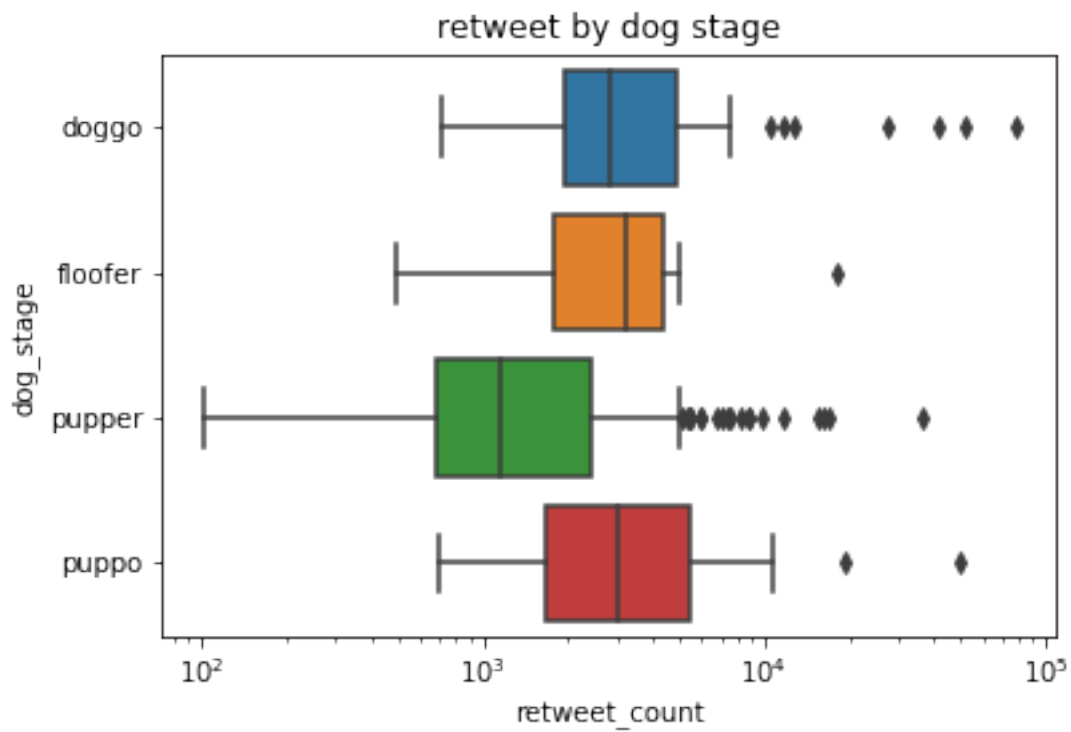 retweet by dog stage
dog_stage
doggo
floofer
pupper
puppo
10² 10³ 10⁴ 10⁵
retweet_count